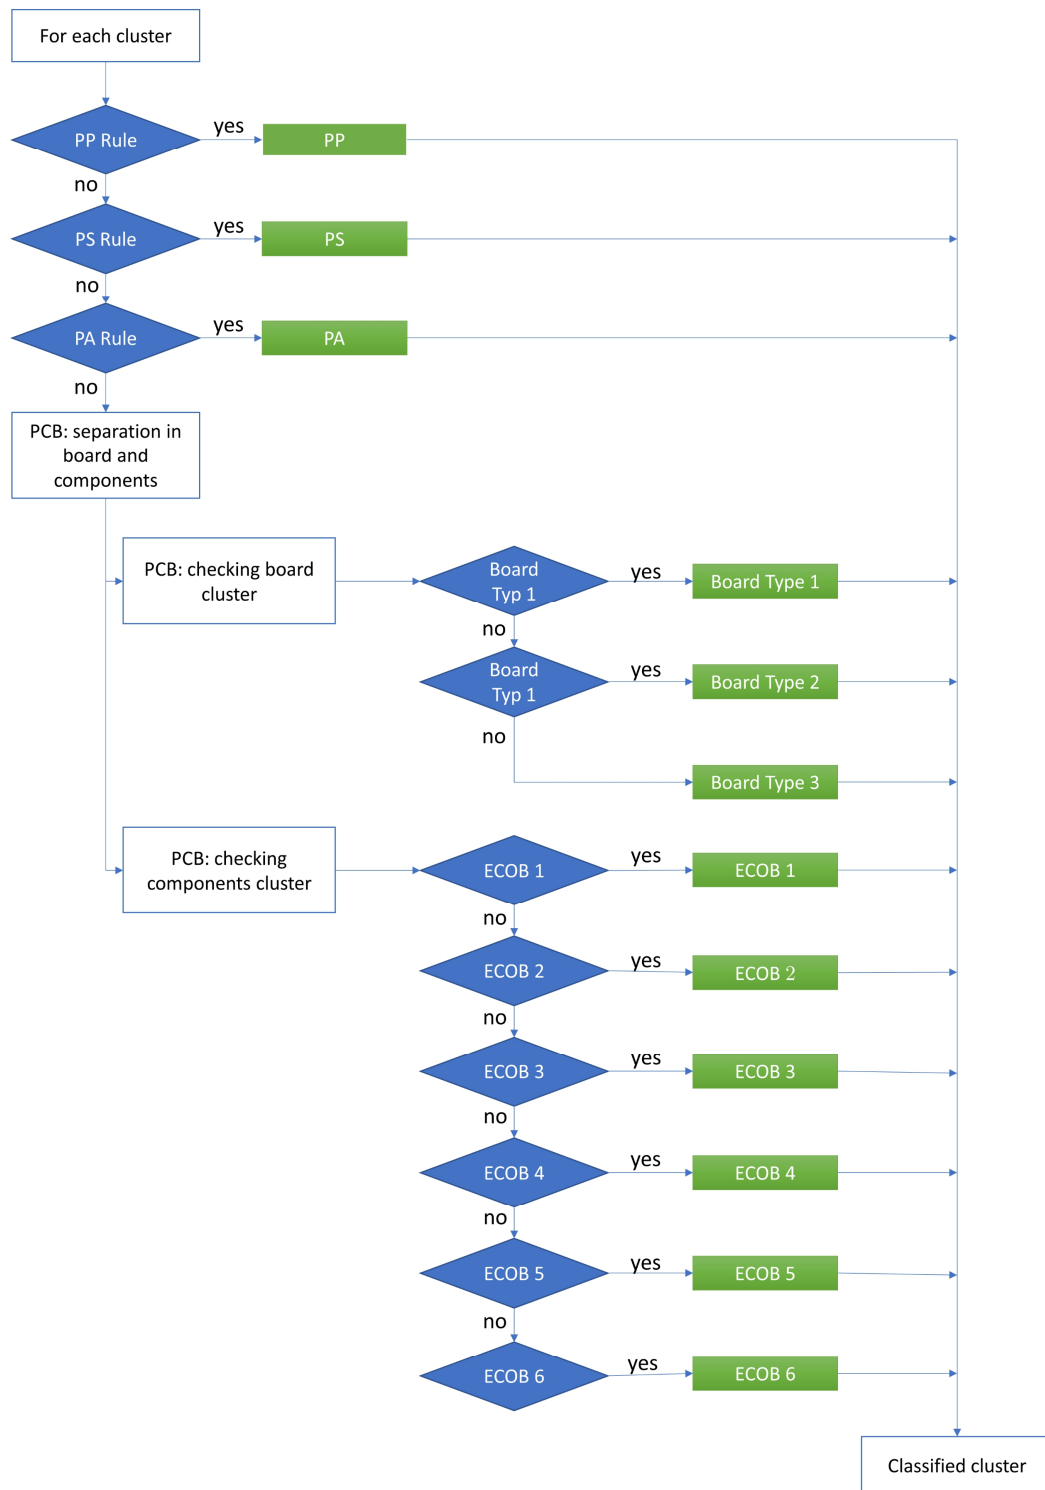 For each cluster
PP Rule
yes
PP
no
PS Rule
yes
PS
no
PA Rule
yes
PA
no
PCB: separation in
board and
components
PCB: checking board
cluster
Board
Typ 1
yes
Board Type 1
no
Board
Typ 1
yes
Board Type 2
no
Board Type 3
PCB: checking
components cluster
ECOB 1
yes
ECOB 1
no
ECOB 2
yes
ECOB 2
no
ECOB 3
yes
ECOB 3
no
ECOB 4
yes
ECOB 4
no
ECOB 5
yes
ECOB 5
no
ECOB 6
yes
ECOB 6
Classified cluster